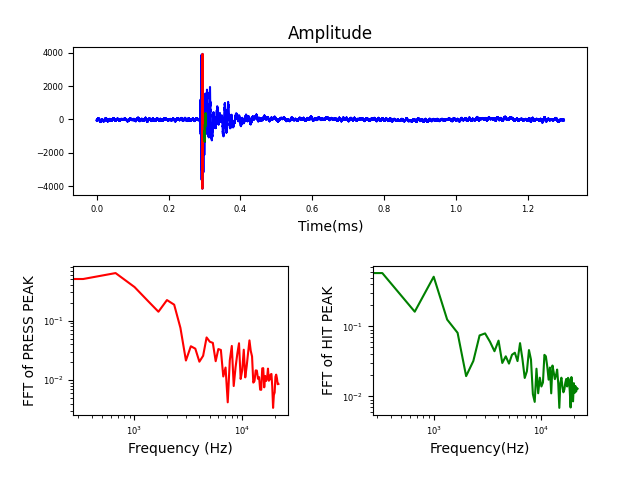 Amplitude
4000
2000
0
−2000
−4000
0.0 0.2 0.4 0.6 0.8 1.0 1.2
Time(ms)
FFT of PRESS PEAK
10⁻¹
10⁻²
10³ 10⁴
Frequency (Hz)
FFT of HIT PEAK
10⁻¹
10⁻²
10³ 10⁴
Frequency(Hz)